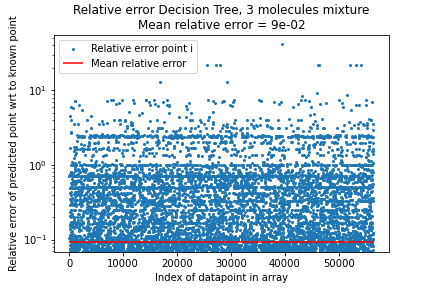 Relative error Decision Tree, 3 molecules mixture
Mean relative error = 9e-02
Relative error point i
Mean relative error
Relative error of predicted point wrt to known point
10¹
10⁰
10⁻¹
0
10000
20000
30000
40000
50000
Index of datapoint in array